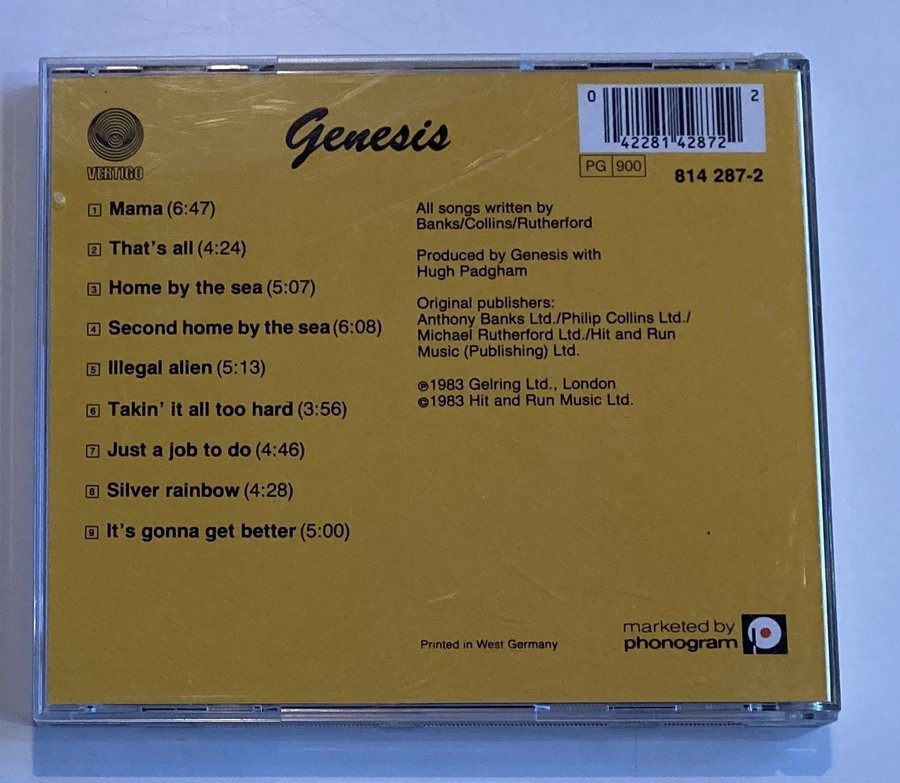 VERTIGO
Genesis
0 42281 42872 2
PG 900
814 287-2
1 Mama (6:47)
2 That's all (4:24)
3 Home by the sea (5:07)
4 Second home by the sea (6:08)
5 Illegal alien (5:13)
6 Takin' it all too hard (3:56)
7 Just a job to do (4:46)
8 Silver rainbow (4:28)
9 It's gonna get better (5:00)
All songs written by
Banks/Collins/Rutherford
Produced by Genesis with
Hugh Padgham
Original publishers:
Anthony Banks Ltd./Philip Collins Ltd./
Michael Rutherford Ltd./Hit and Run
Music (Publishing) Ltd.
℗1983 Gelring Ltd., London
©1983 Hit and Run Music Ltd.
Printed in West Germany
marketed by
phonogram